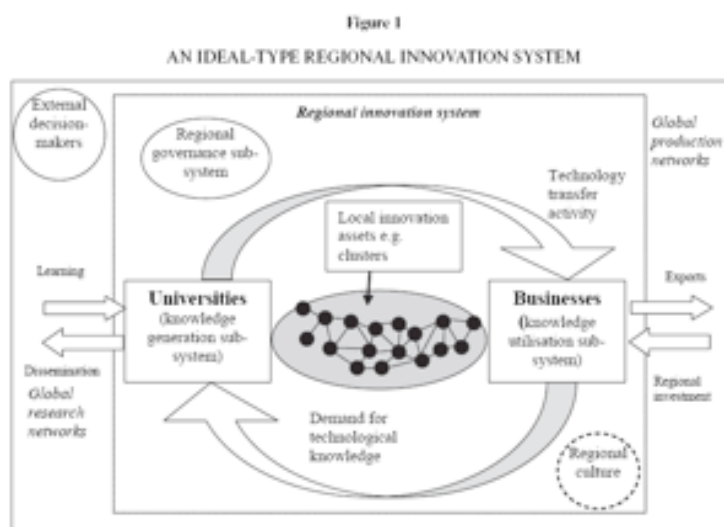 Figure 1
AN IDEAL-TYPE REGIONAL INNOVATION SYSTEM
External
decision-
makers
Regional innovation system
Regional
governance sub-
system
Global
production
networks
Technology
transfer
activity
Local innovation
assets e.g.
clusters
Learning
Universities
(knowledge
generation sub-
system)
Businesses
(knowledge
utilisation sub-
system)
Exports
Dissemination
Global
research
networks
Regional
investment
Demand for
technological
knowledge
Regional
culture